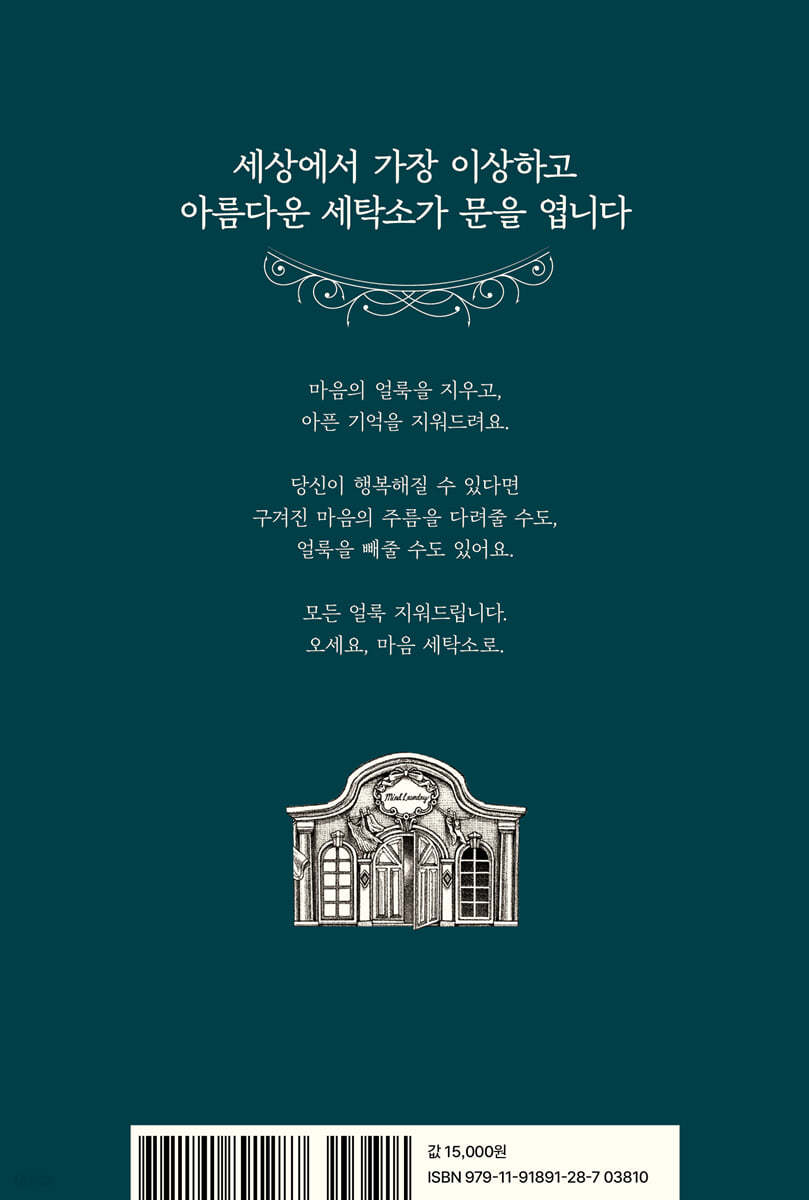 세상에서 가장 이상하고
아름다운 세탁소가 문을 엽니다
마음의 얼룩을 지우고,
아픈 기억을 지워드려요.
당신이 행복해질 수 있다면
구겨진 마음의 주름을 다려줄 수도,
얼룩을 빼줄 수도 있어요.
모든 얼룩 지워드립니다.
오세요, 마음 세탁소로.
Mind Laundry
값 15,000원
ISBN 979-11-91891-28-7 03810